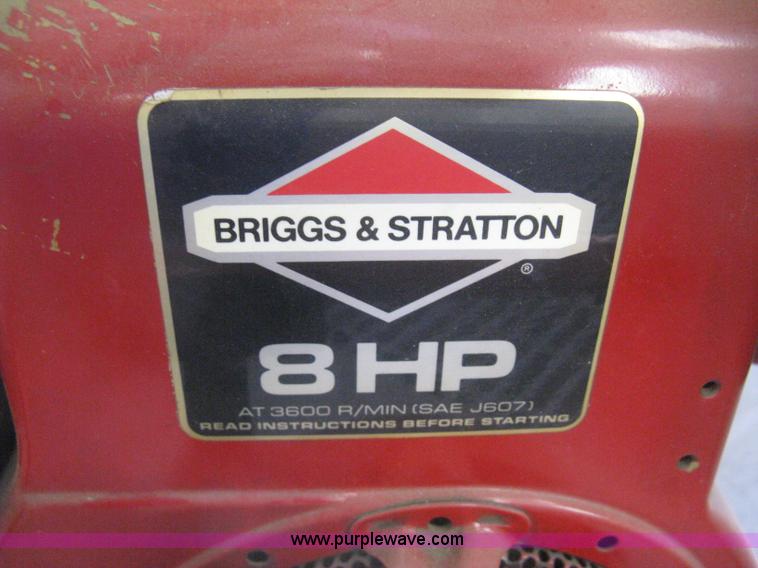 BRIGGS & STRATTON
®
8 HP
AT 3600 R/MIN (SAE J607)
READ INSTRUCTIONS BEFORE STARTING
www.purplewave.com